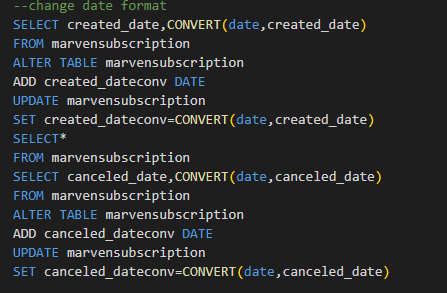 --change date format
SELECT created_date,CONVERT(date,created_date)
FROM marvensubscription
ALTER TABLE marvensubscription
ADD created_dateconv DATE
UPDATE marvensubscription
SET created_dateconv=CONVERT(date,created_date)
SELECT*
FROM marvensubscription
SELECT canceled_date,CONVERT(date,canceled_date)
FROM marvensubscription
ALTER TABLE marvensubscription
ADD canceled_dateconv DATE
UPDATE marvensubscription
SET canceled_dateconv=CONVERT(date,canceled_date)